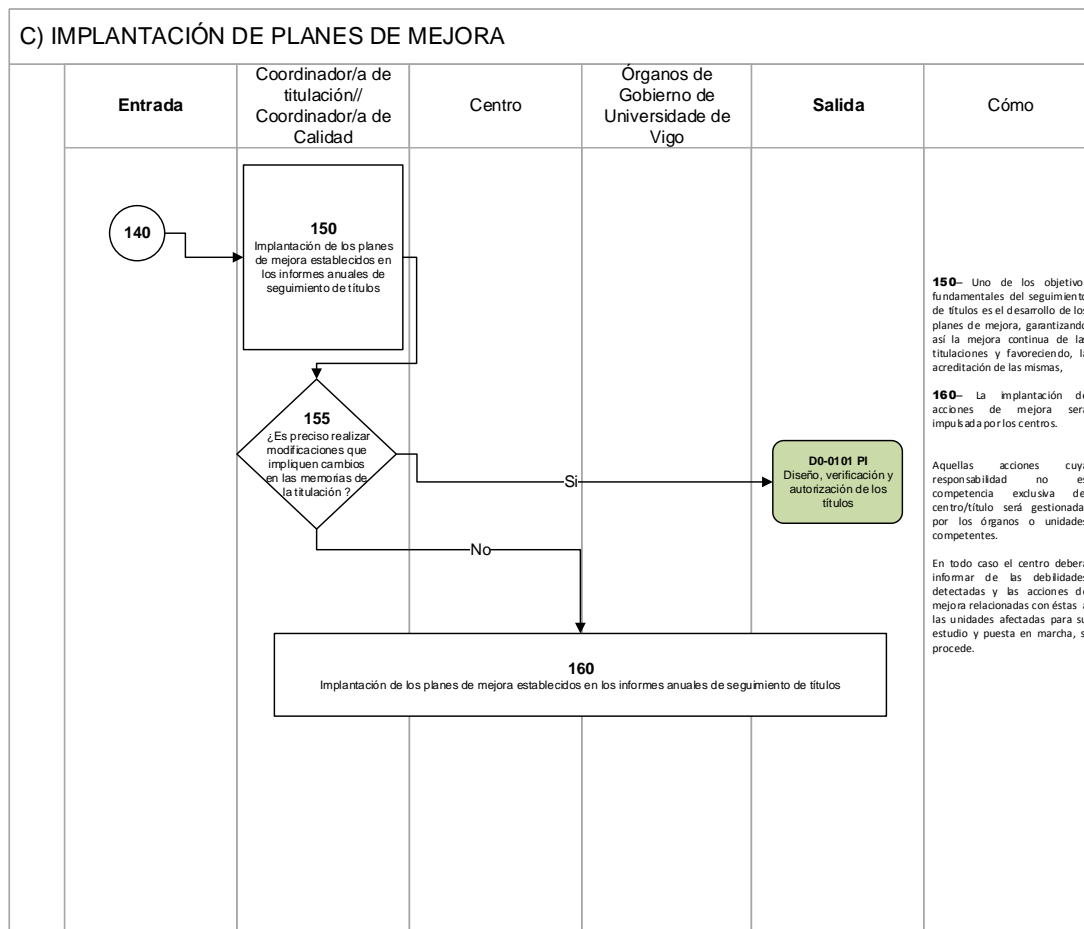 C) IMPLANTACIÓN DE PLANES DE MEJORA
Entrada
Coordinador/a de
titulación//
Coordinador/a de
Calidad
Centro
Órganos de
Gobierno de
Universidade de
Vigo
Salida
Cómo
140
150
Implantación de los planes
de mejora establecidos en
los informes anuales de
seguimiento de títulos
155
¿Es preciso realizar
modificaciones que
impliquen cambios
en las memorias de
la titulación ?
Si
D0-0101 PI
Diseño, verificación y
autorización de los
títulos
No
160
Implantación de los planes de mejora establecidos en los informes anuales de seguimiento de títulos
150– Uno de los objetivo
fundamentales del seguimiento
de títulos es el desarrollo de los
planes de mejora, garantizando
así la mejora continua de las
titulaciones y favoreciendo, l
acreditación de las mismas,
160– La implantación de
acciones de mejora será
impulsada por los centros.
Aquellas acciones cuya
responsabilidad no es
competencia exclusiva de
centro/título será gestionada
por los órganos o unidades
competentes.
En todo caso el centro deberá
informar de las debilidades
detectadas y las acciones de
mejora relacionadas con éstas a
las unidades afectadas para su
estudio y puesta en marcha, s
procede.